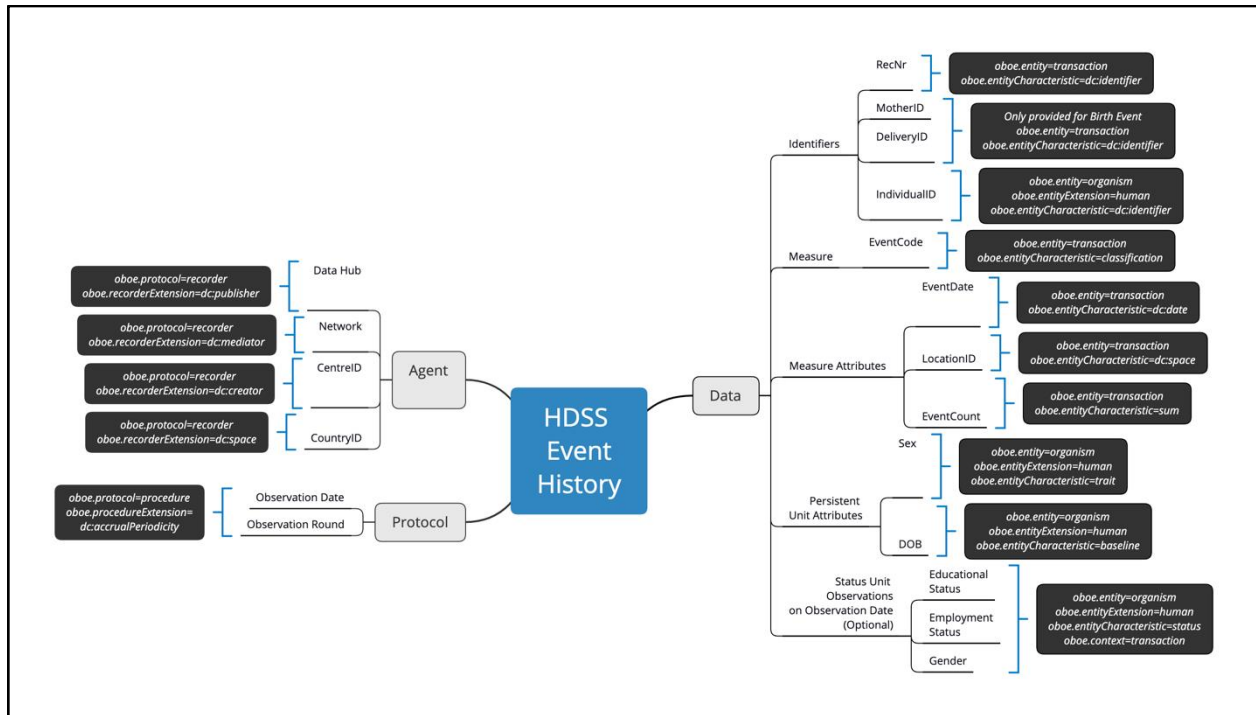 HDSS
Event
History
Agent
Data Hub
oboe.protocol=recorder
oboe.recorderExtension=dc:publisher
Network
oboe.protocol=recorder
oboe.recorderExtension=dc:mediator
CentreID
oboe.protocol=recorder
oboe.recorderExtension=dc:creator
CountryID
oboe.protocol=recorder
oboe.recorderExtension=dc:space
Protocol
Observation Date
Observation Round
oboe.protocol=procedure
oboe.procedureExtension=
dc:accrualPeriodicity
Data
Identifiers
RecNr
oboe.entity=transaction
oboe.entityCharacteristic=dc:identifier
MotherID
DeliveryID
Only provided for Birth Event
oboe.entity=transaction
oboe.entityCharacteristic=dc:identifier
IndividualID
oboe.entity=organism
oboe.entityExtension=human
oboe.entityCharacteristic=dc:identifier
Measure
EventCode
oboe.entity=transaction
oboe.entityCharacteristic=classification
Measure Attributes
EventDate
oboe.entity=transaction
oboe.entityCharacteristic=dc:date
LocationID
oboe.entity=transaction
oboe.entityCharacteristic=dc:space
EventCount
oboe.entity=transaction
oboe.entityCharacteristic=sum
Persistent
Unit Attributes
Sex
oboe.entity=organism
oboe.entityExtension=human
oboe.entityCharacteristic=trait
DOB
oboe.entity=organism
oboe.entityExtension=human
oboe.entityCharacteristic=baseline
Status Unit
Observations
on Observation Date
(Optional)
Educational
Status
Employment
Status
Gender
oboe.entity=organism
oboe.entityExtension=human
oboe.entityCharacteristic=status
oboe.context=transaction